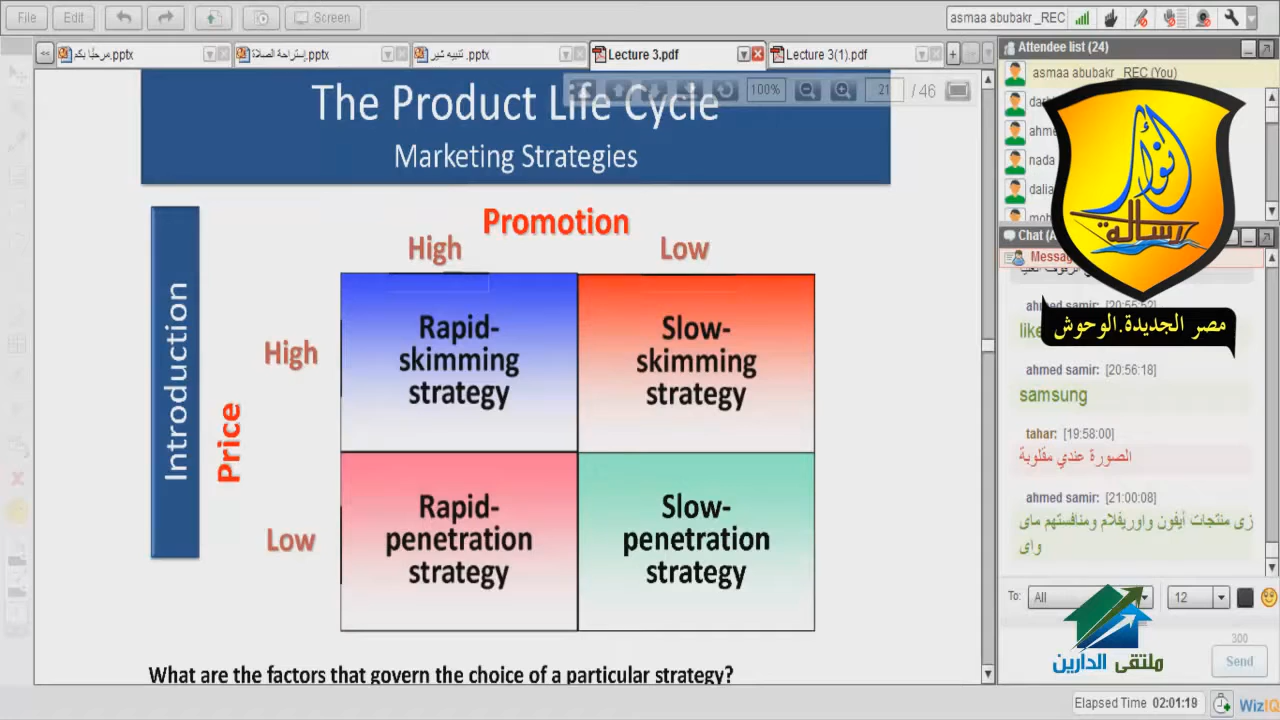 File
Edit
Screen
asmaa abubakr _REC
مرحبا بكم.pptx
إستراحة الصلاة.pptx
تنبيه شير .pptx
Lecture 3.pdf
Lecture 3(1).pdf
Attendee list (24)
asmaa abubakr _REC (You)
nada
dalia
100%
21 / 46
The Product Life Cycle
Marketing Strategies
Introduction
Promotion
High
Low
Price
High
Low
Rapid-
skimming
strategy
Slow-
skimming
strategy
Rapid-
penetration
strategy
Slow-
penetration
strategy
What are the factors that govern the choice of a particular strategy?
أنوار
رسالة
مصر الجديدة.الوحوش
Chat
ahmed samir: [20:55:52]
ahmed samir: [20:56:18]
samsung
tahar: [19:58:00]
الصورة عندي مقلوبة
ahmed samir: [21:00:08]
زى منتجات أيفون واوريفلام ومنافستهم ماى
واى
To:
All
12
ملتقى الدارين
300
Send
Elapsed Time 02:01:19
WizIQ